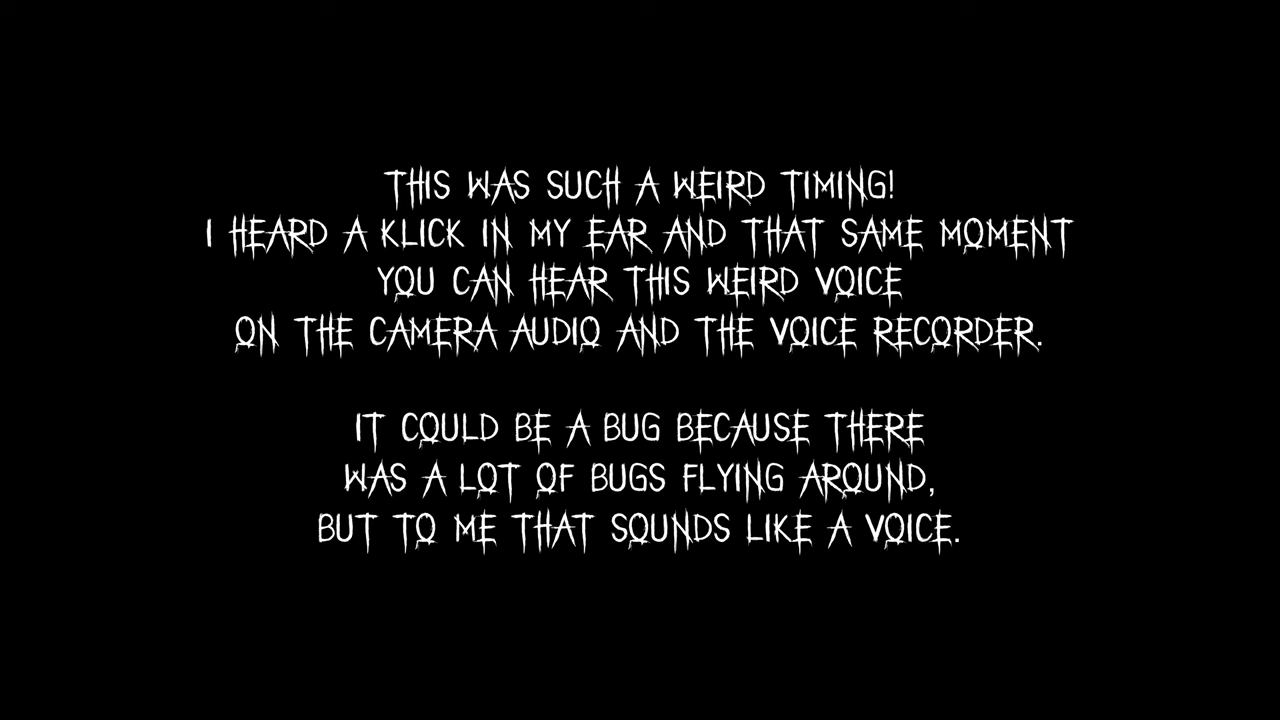 THIS WAS SUCH A WEIRD TIMING!
I HEARD A KLICK IN MY EAR AND THAT SAME MOMENT
YOU CAN HEAR THIS WEIRD VOICE
ON THE CAMERA AUDIO AND THE VOICE RECORDER.
IT COULD BE A BUG BECAUSE THERE
WAS A LOT OF BUGS FLYING AROUND,
BUT TO ME THAT SOUNDS LIKE A VOICE.